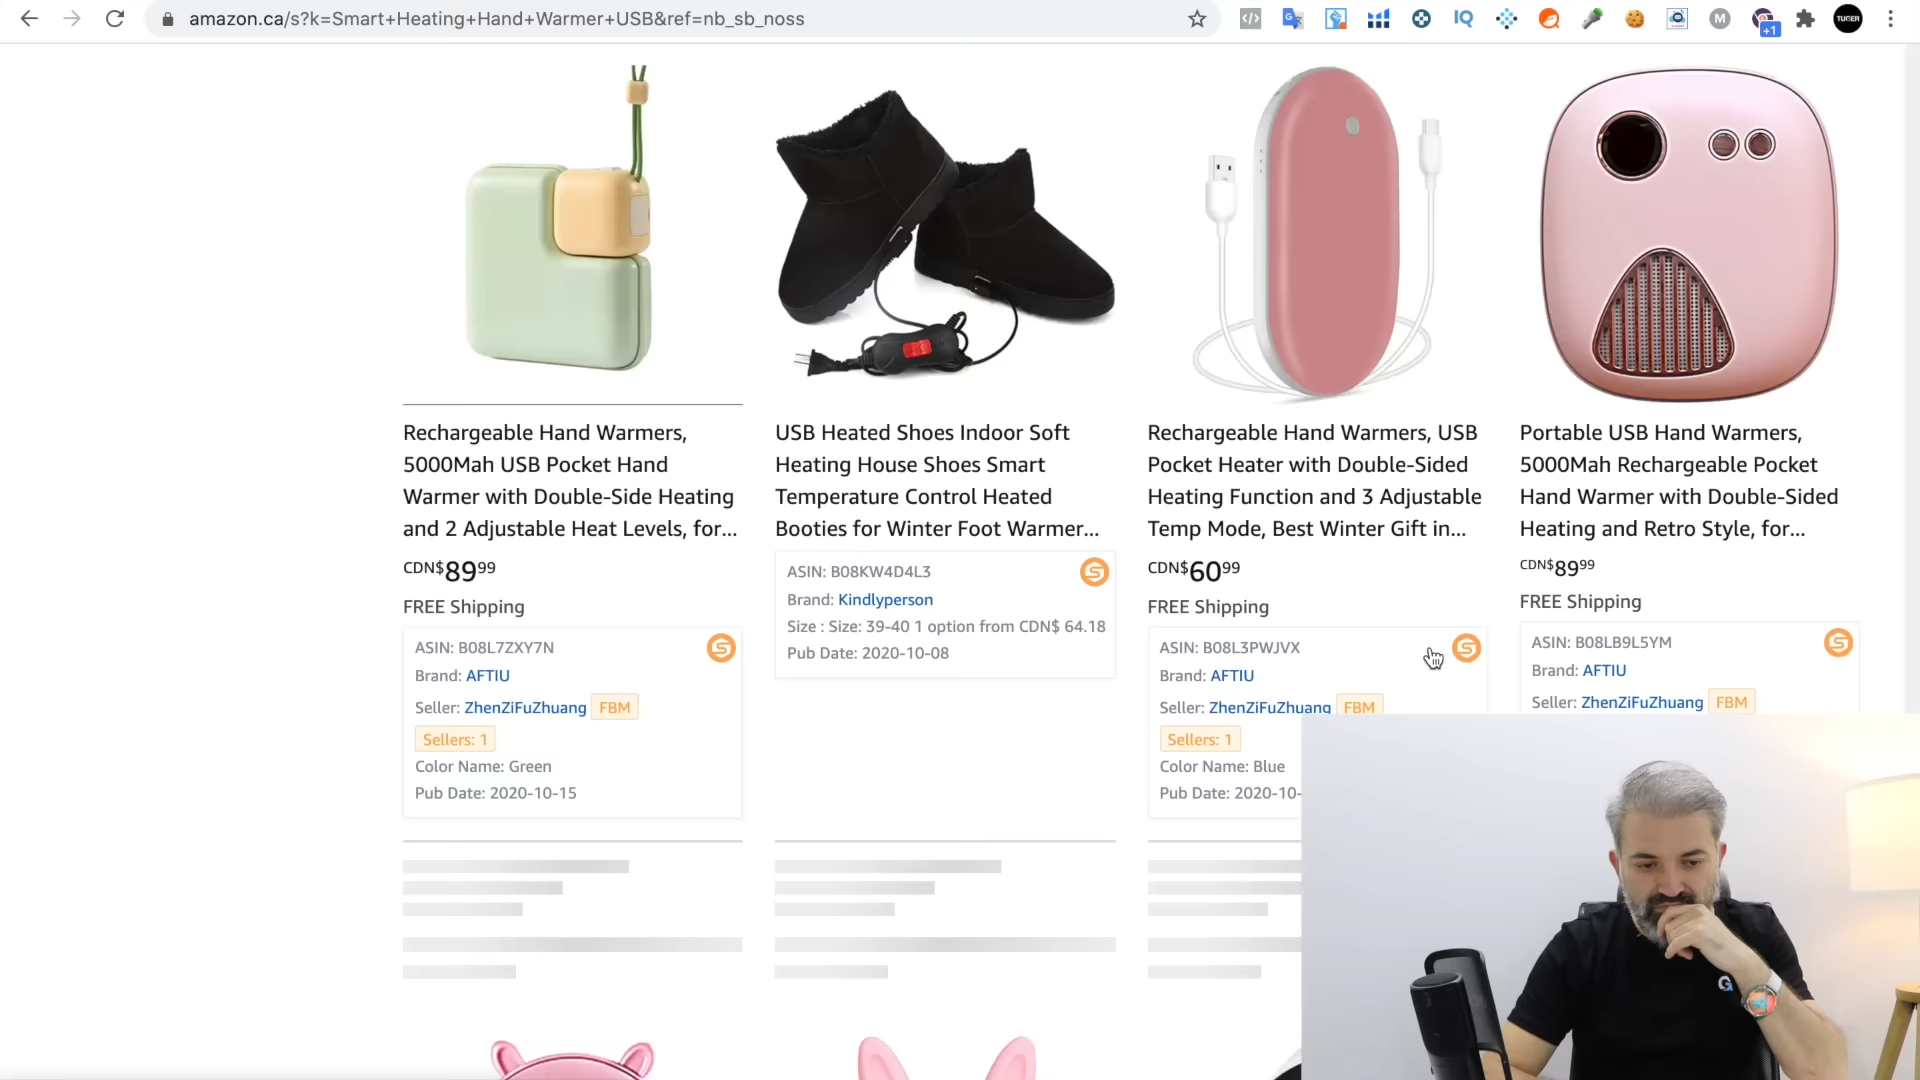 amazon.ca/s?k=Smart+Heating+Hand+Warmer+USB&ref=nb_sb_noss
IQ
M
+1
TUNER
Rechargeable Hand Warmers,
5000Mah USB Pocket Hand
Warmer with Double-Side Heating
and 2 Adjustable Heat Levels, for...
CDN$8999
FREE Shipping
ASIN: B08L7ZXY7N
Brand: AFTIU
Seller: ZhenZiFuZhuang FBM
Sellers: 1
Color Name: Green
Pub Date: 2020-10-15
USB Heated Shoes Indoor Soft
Heating House Shoes Smart
Temperature Control Heated
Booties for Winter Foot Warmer...
ASIN: B08KW4D4L3
Brand: Kindlyperson
Size : Size: 39-40 1 option from CDN$ 64.18
Pub Date: 2020-10-08
Rechargeable Hand Warmers, USB
Pocket Heater with Double-Sided
Heating Function and 3 Adjustable
Temp Mode, Best Winter Gift in...
CDN$6099
FREE Shipping
ASIN: B08L3PWJVX
Brand: AFTIU
Seller: ZhenZiFuZhuang FBM
Sellers: 1
Color Name: Blue
Pub Date: 2020-10-
Portable USB Hand Warmers,
5000Mah Rechargeable Pocket
Hand Warmer with Double-Sided
Heating and Retro Style, for...
CDN$8999
FREE Shipping
ASIN: B08LB9L5YM
Brand: AFTIU
Seller: ZhenZiFuZhuang FBM
G